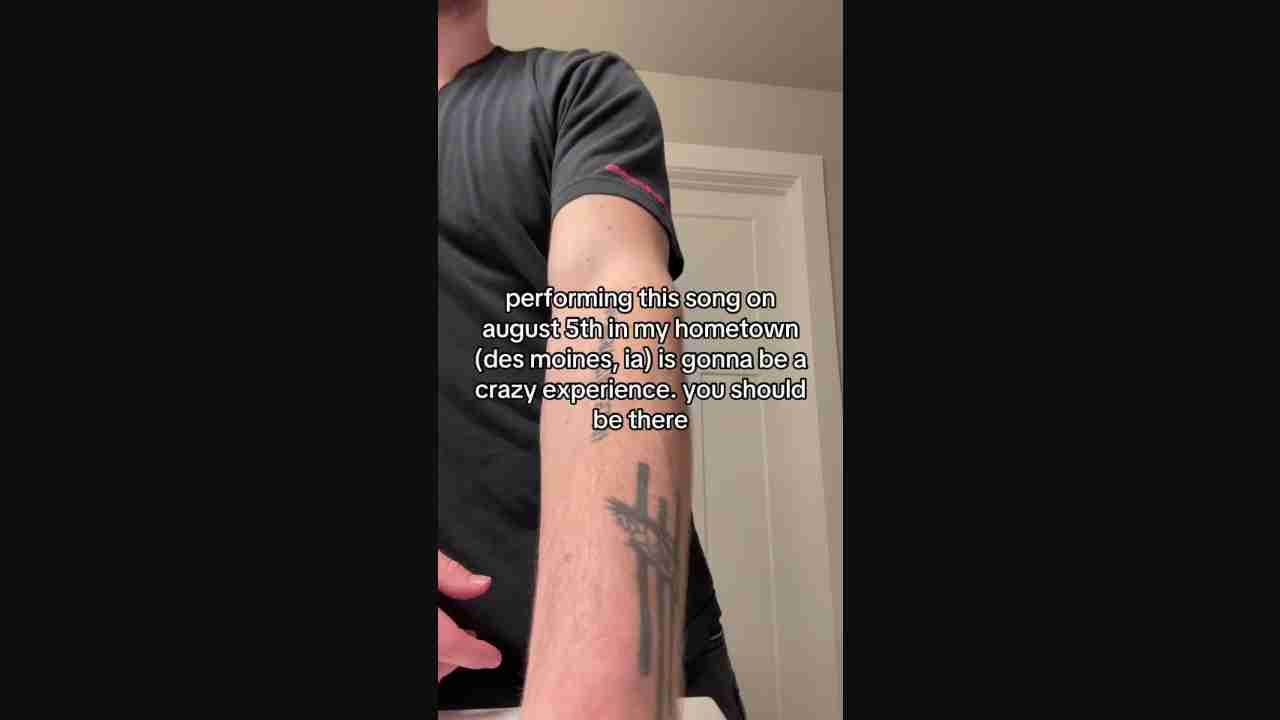 performing this song on
august 5th in my hometown
(des moines, ia) is gonna be a
crazy experience. you should
be there